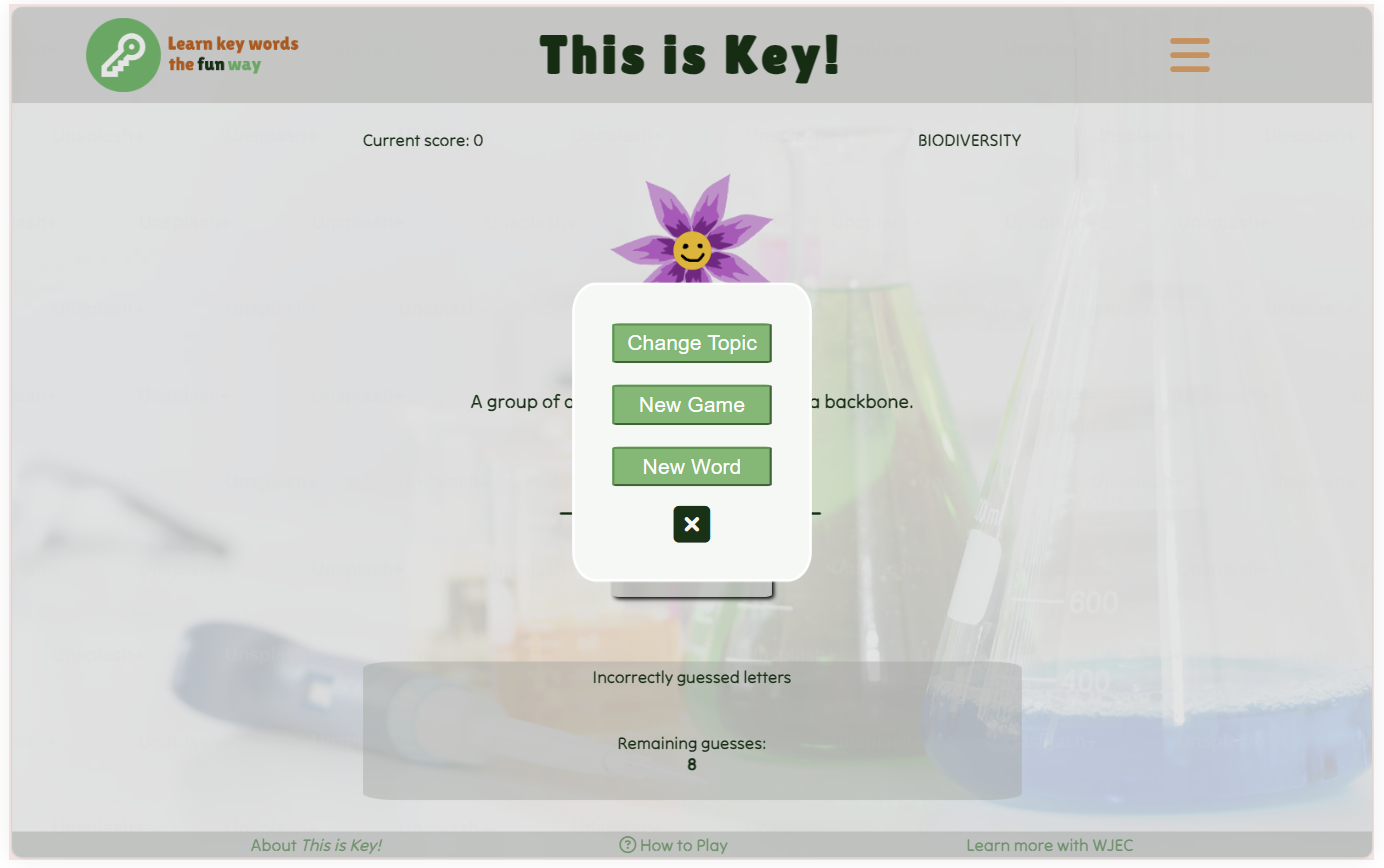 Learn key words
the fun way
This is Key!
Current score: 0
BIODIVERSITY
Change Topic
New Game
A group of
a backbone.
New Word
600
400
Incorrectly guessed letters
Remaining guesses:
8
About This is Key!
How to Play
Learn more with WJEC